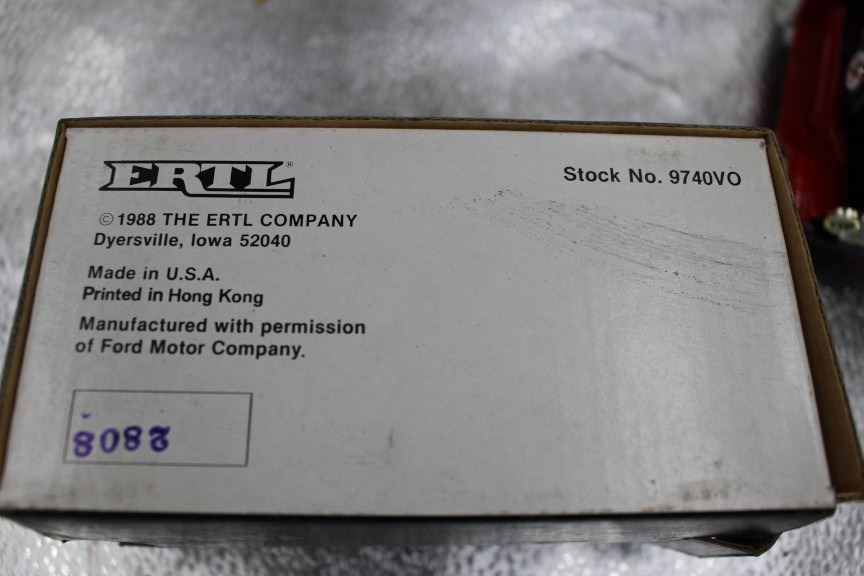 ERTL®
Stock No. 9740VO
© 1988 THE ERTL COMPANY
Dyersville, Iowa 52040
Made in U.S.A.
Printed in Hong Kong
Manufactured with permission
of Ford Motor Company.
8082